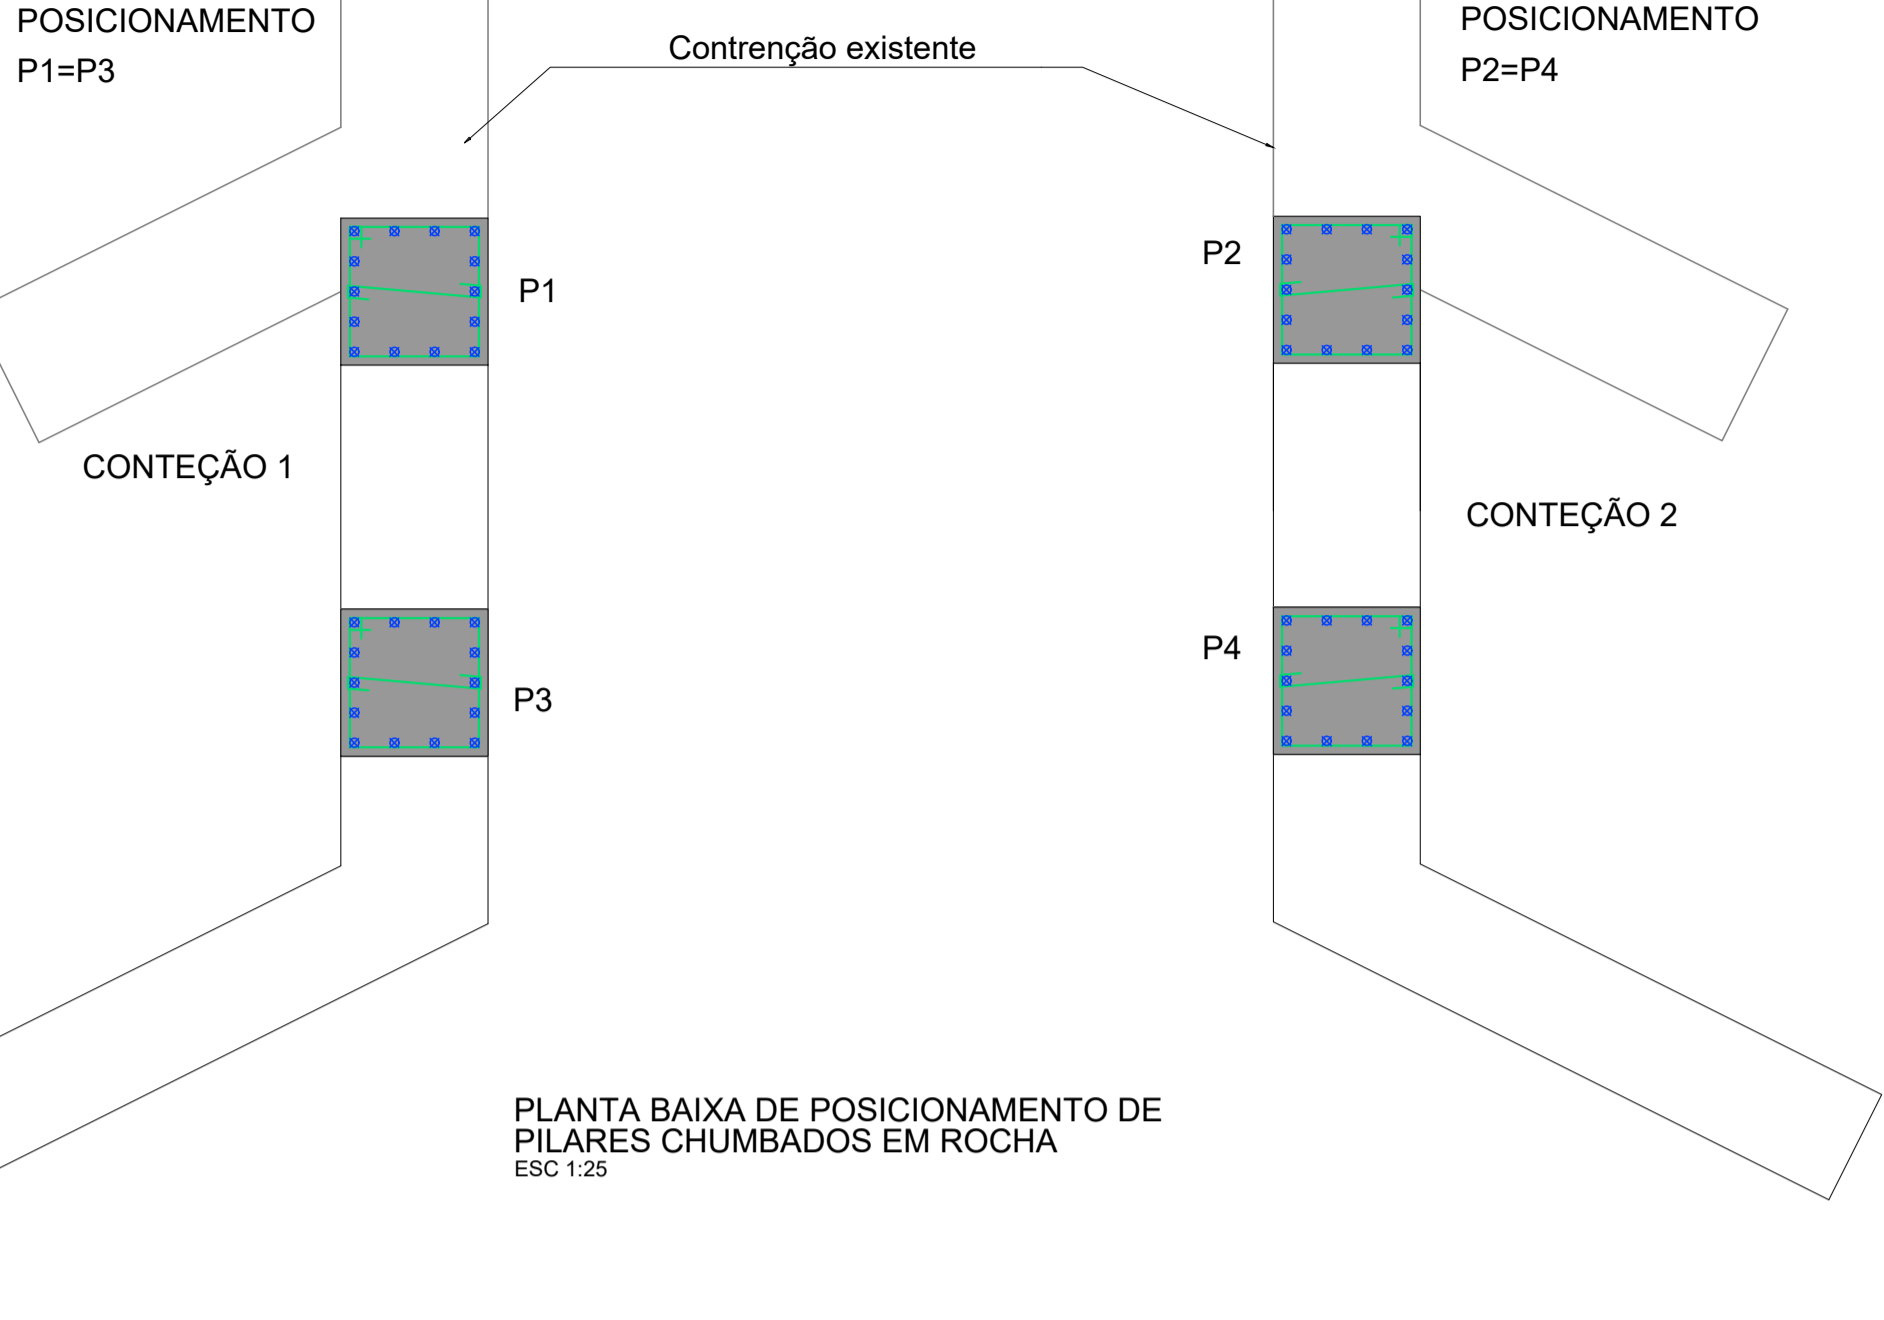 POSICIONAMENTO
P1=P3
Contrenção existente
POSICIONAMENTO
P2=P4
P1
P2
CONTEÇÃO 1
CONTEÇÃO 2
P3
P4
PLANTA BAIXA DE POSICIONAMENTO DE
PILARES CHUMBADOS EM ROCHA
ESC 1:25